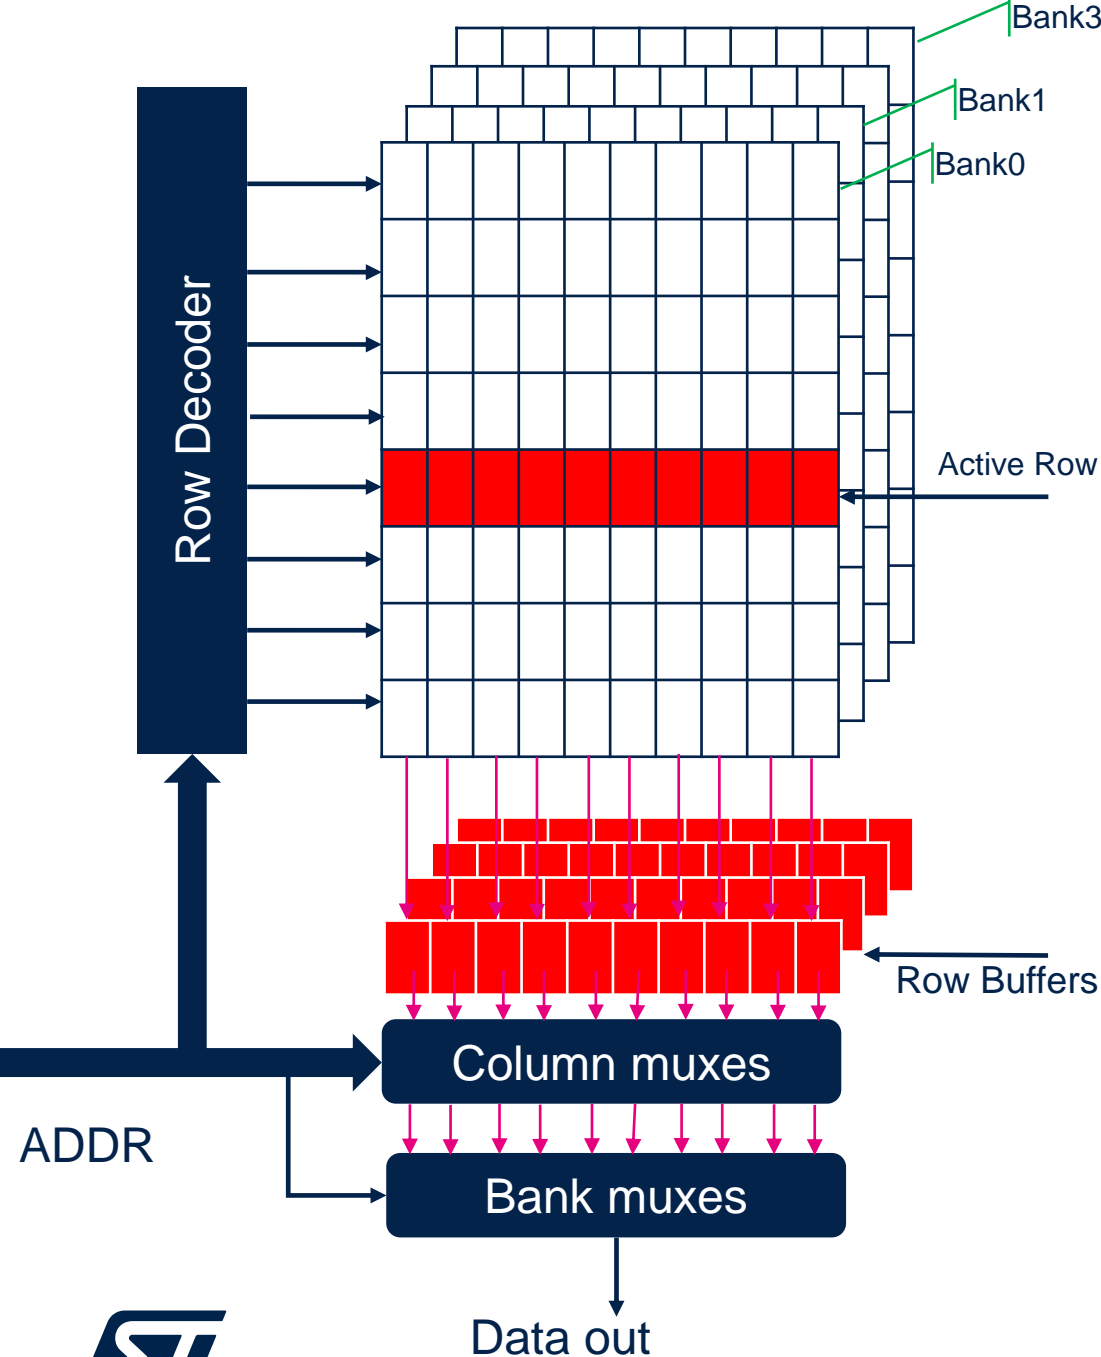 Bank3
Bank1
Bank0
Row Decoder
Active Row
Row Buffers
Column muxes
ADDR
Bank muxes
Data out